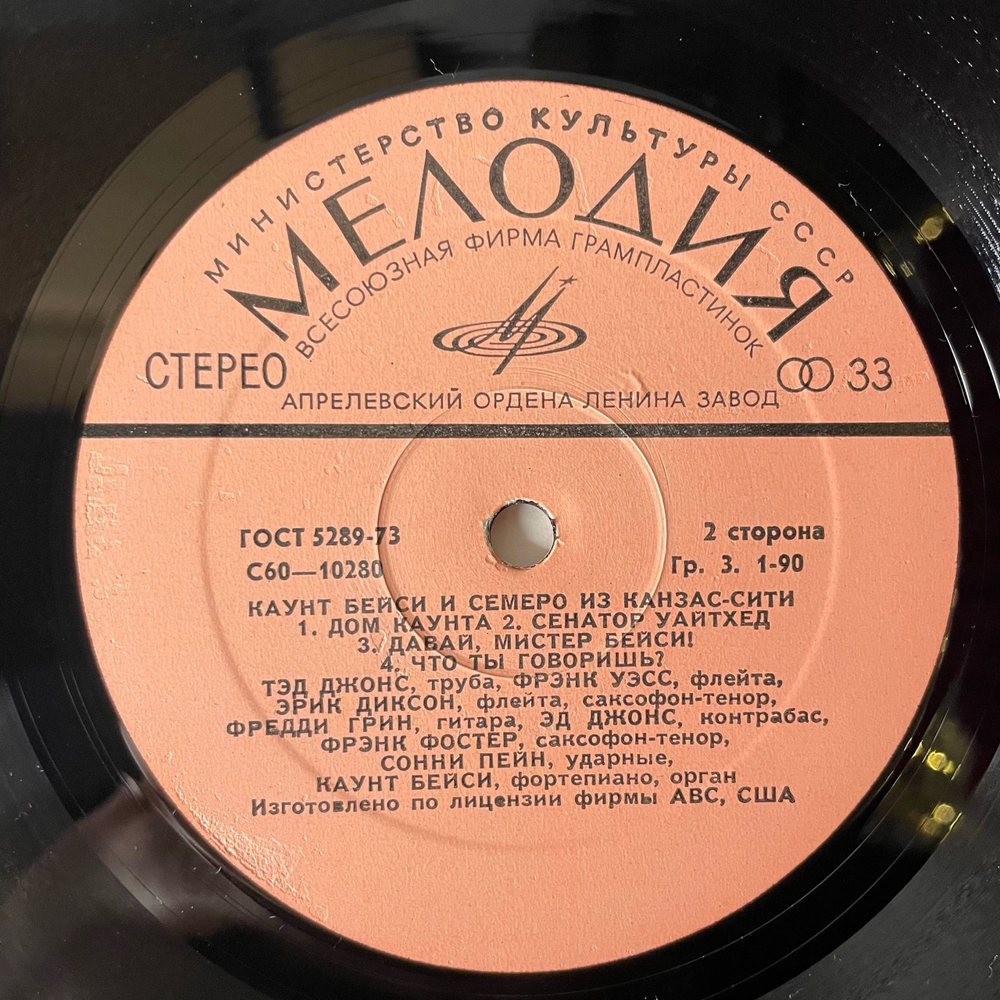 МИНИСТЕРСТВО КУЛЬТУРЫ СССР
МЕЛОДИЯ
ВСЕСОЮЗНАЯ ФИРМА ГРАМПЛАСТИНОК
СТЕРЕО
33
АПРЕЛЕВСКИЙ ОРДЕНА ЛЕНИНА ЗАВОД
ГОСТ 5289-73
2 сторона
С60—10280
Гр. 3. 1-90
КАУНТ БЕЙСИ И СЕМЕРО ИЗ КАНЗАС-СИТИ
1. ДОМ КАУНТА 2. СЕНАТОР УАЙТХЕД
3. ДАВАЙ, МИСТЕР БЕЙСИ!
4. ЧТО ТЫ ГОВОРИШЬ?
ТЭД ДЖОНС, труба, ФРЭНК УЭСС, флейта,
ЭРИК ДИКСОН, флейта, саксофон-тенор,
ФРЕДДИ ГРИН, гитара, ЭД ДЖОНС, контрабас,
ФРЭНК ФОСТЕР, саксофон-тенор,
СОННИ ПЕЙН, ударные,
КАУНТ БЕЙСИ, фортепиано, орган
Изготовлено по лицензии фирмы АВС, США